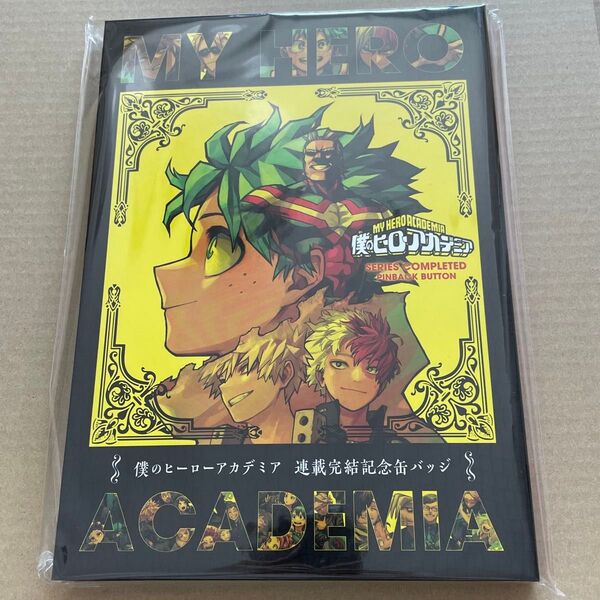 MY HERO
MY HERO ACADEMIA
僕のヒーローアカデミア
SERIES COMPLETED
PINBACK BUTTON
僕のヒーローアカデミア 連載完結記念缶バッジ
ACADEMIA